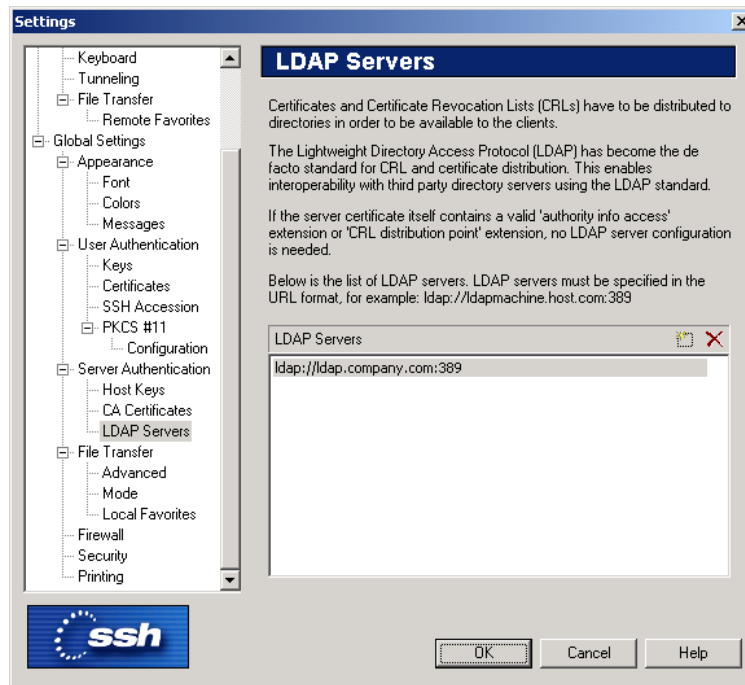 Settings
Keyboard
Tunneling
File Transfer
Remote Favorites
Global Settings
Appearance
Font
Colors
Messages
User Authentication
Keys
Certificates
SSH Accession
PKCS #11
Configuration
Server Authentication
Host Keys
CA Certificates
LDAP Servers
File Transfer
Advanced
Mode
Local Favorites
Firewall
Security
Printing
ssh
LDAP Servers
Certificates and Certificate Revocation Lists (CRLs) have to be distributed to
directories in order to be available to the clients.
The Lightweight Directory Access Protocol (LDAP) has become the de
facto standard for CRL and certificate distribution. This enables
interoperability with third party directory servers using the LDAP standard.
If the server certificate itself contains a valid 'authority info access'
extension or 'CRL distribution point' extension, no LDAP server configuration
is needed.
Below is the list of LDAP servers. LDAP servers must be specified in the
URL format, for example: ldap://ldapmachine.host.com:389
LDAP Servers
ldap://ldap.company.com:389
OK
Cancel
Help